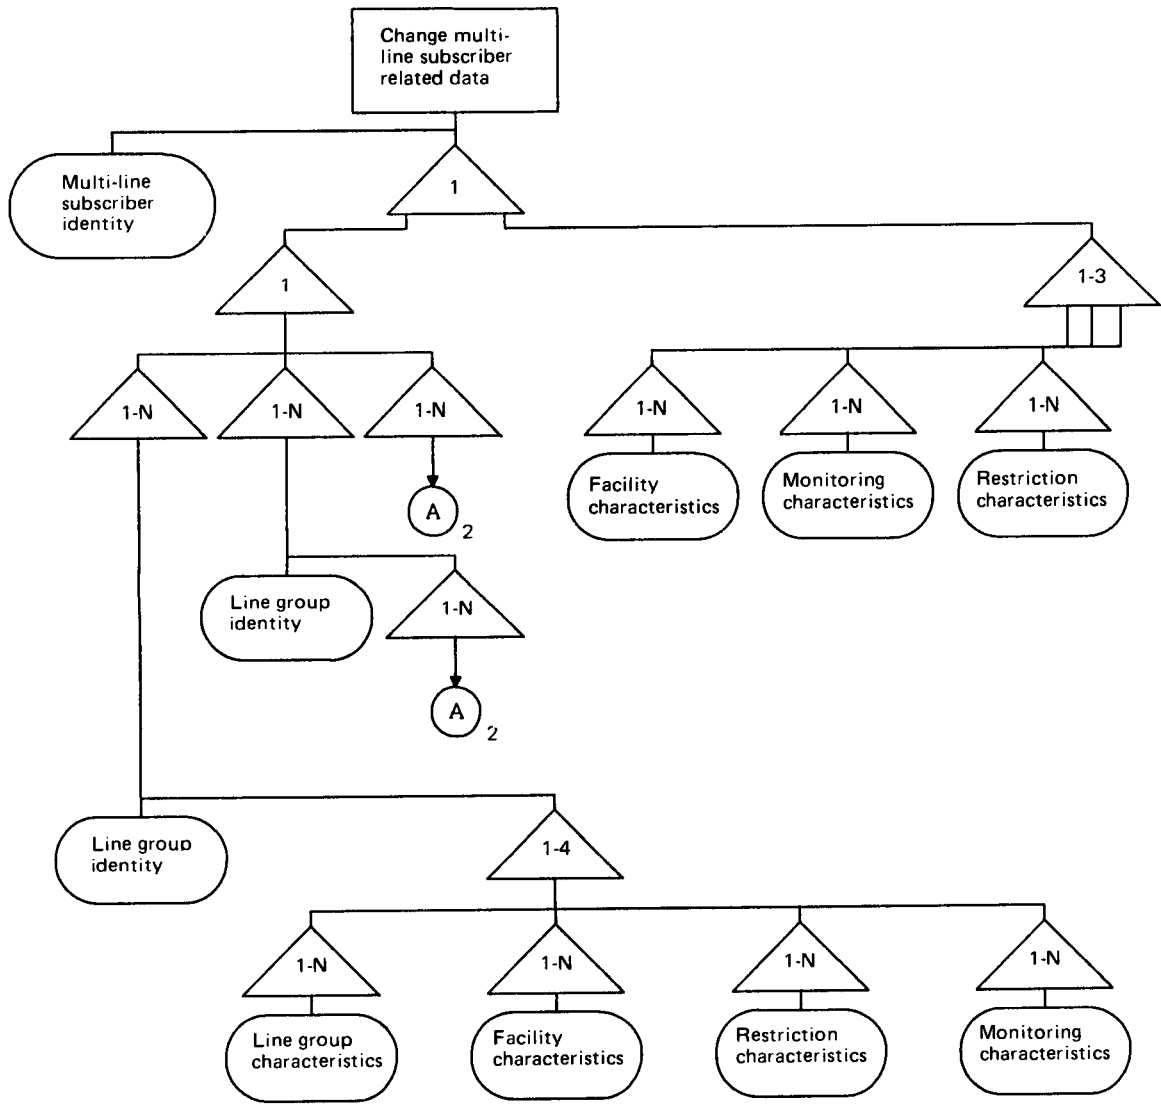 Change multi-
line subscriber
related data
Multi-line
subscriber
identity
1
1
1-3
1-N
1-N
1-N
1-N
1-N
1-N
Facility
characteristics
Monitoring
characteristics
Restriction
characteristics
A
2
Line group
identity
1-N
A
2
Line group
identity
1-4
1-N
1-N
1-N
1-N
Line group
characteristics
Facility
characteristics
Restriction
characteristics
Monitoring
characteristics